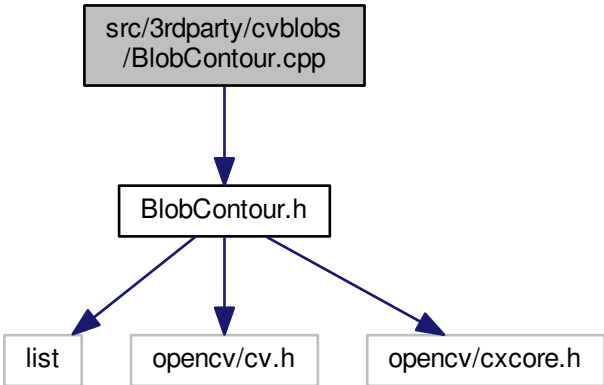 src/3rdparty/cvblobs
/BlobContour.cpp
BlobContour.h
list
opencv/cv.h
opencv/cxcore.h